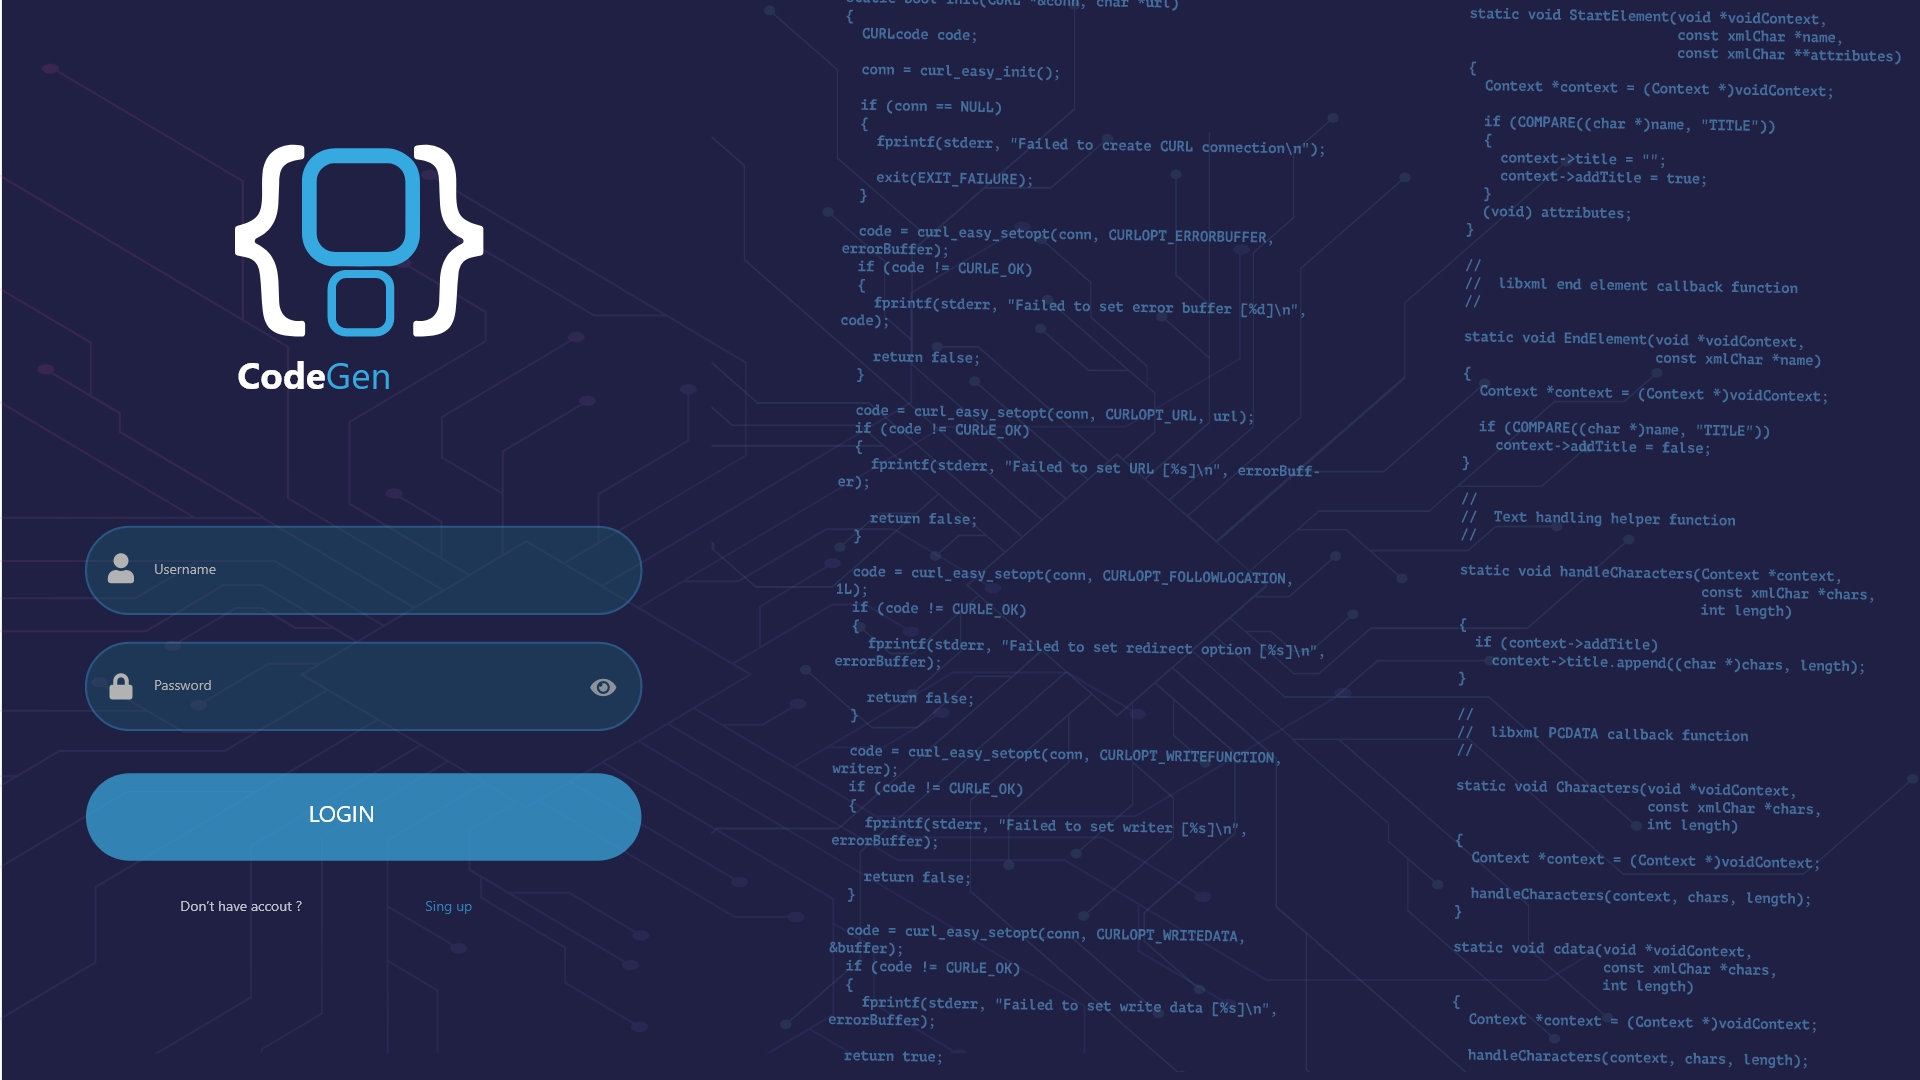 CodeGen
Username
Password
LOGIN
Don't have accout ?
Sing up
static bool init(CURL *&conn, char *url)
{
CURLcode code;
conn = curl_easy_init();
if (conn == NULL)
{
fprintf(stderr, "Failed to create CURL connection\n");
exit(EXIT_FAILURE);
}
code = curl_easy_setopt(conn, CURLOPT_ERRORBUFFER,
errorBuffer);
if (code != CURLE_OK)
{
fprintf(stderr, "Failed to set error buffer [%d]\n",
code);
return false;
}
code = curl_easy_setopt(conn, CURLOPT_URL, url);
if (code != CURLE_OK)
{
fprintf(stderr, "Failed to set URL [%s]\n", errorBuff-
er);
return false;
}
code = curl_easy_setopt(conn, CURLOPT_FOLLOWLOCATION,
1L);
if (code != CURLE_OK)
{
fprintf(stderr, "Failed to set redirect option [%s]\n",
errorBuffer);
return false;
}
code = curl_easy_setopt(conn, CURLOPT_WRITEFUNCTION,
writer);
if (code != CURLE_OK)
{
fprintf(stderr, "Failed to set writer [%s]\n",
errorBuffer);
return false;
}
code = curl_easy_setopt(conn, CURLOPT_WRITEDATA,
&buffer);
if (code != CURLE_OK)
{
fprintf(stderr, "Failed to set write data [%s]\n",
errorBuffer);
return true;
static void StartElement(void *voidContext,
const xmlChar *name,
const xmlChar **attributes)
{
Context *context = (Context *)voidContext;
if (COMPARE((char *)name, "TITLE"))
{
context->title = "";
context->addTitle = true;
}
(void) attributes;
}
//
// libxml end element callback function
//
static void EndElement(void *voidContext,
const xmlChar *name)
{
Context *context = (Context *)voidContext;
if (COMPARE((char *)name, "TITLE"))
context->addTitle = false;
}
//
// Text handling helper function
//
static void handleCharacters(Context *context,
const xmlChar *chars,
int length)
{
if (context->addTitle)
context->title.append((char *)chars, length);
}
//
// libxml PCDATA callback function
//
static void Characters(void *voidContext,
const xmlChar *chars,
int length)
{
Context *context = (Context *)voidContext;
handleCharacters(context, chars, length);
}
static void cdata(void *voidContext,
const xmlChar *chars,
int length)
{
Context *context = (Context *)voidContext;
handleCharacters(context, chars, length);